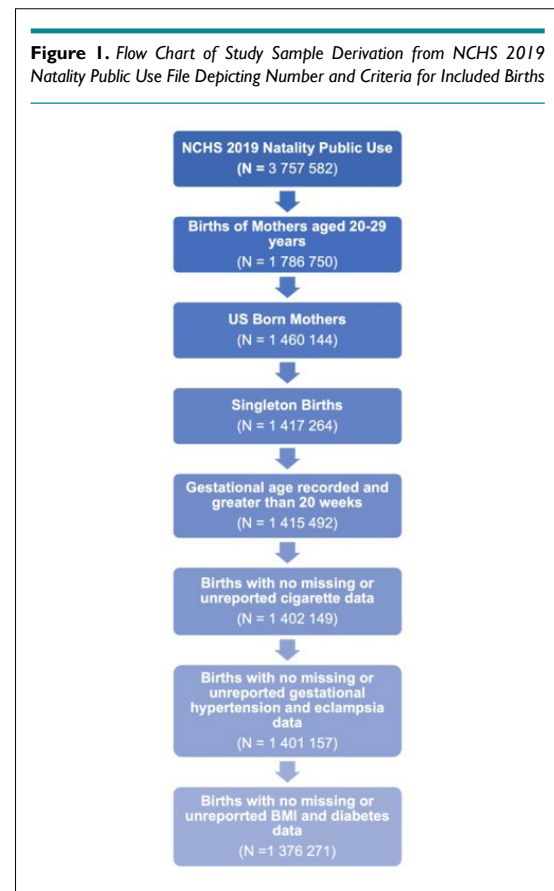 Figure 1. Flow Chart of Study Sample Derivation from NCHS 2019
Natality Public Use File Depicting Number and Criteria for Included Births
NCHS 2019 Natality Public Use
(N = 3 757 582)
Births of Mothers aged 20-29
years
(N = 1 786 750)
US Born Mothers
(N = 1 460 144)
Singleton Births
(N = 1 417 264)
Gestational age recorded and
greater than 20 weeks
(N = 1 415 492)
Births with no missing or
unreported cigarette data
(N = 1 402 149)
Births with no missing or
unreported gestational
hypertension and eclampsia
data
(N = 1 401 157)
Births with no missing or
unreporrted BMI and diabetes
data
(N =1 376 271)